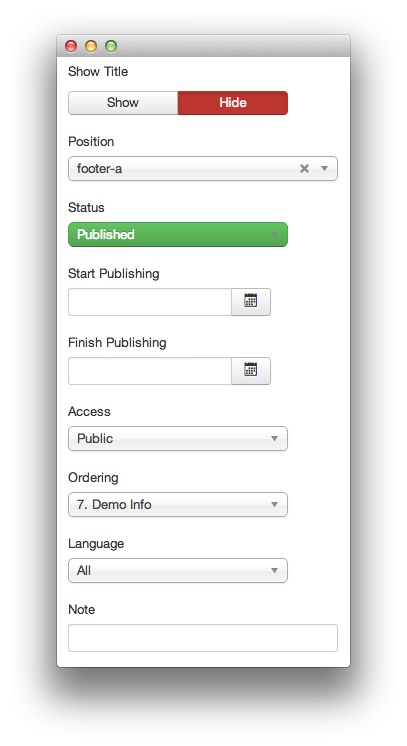 Show Title
Show Hide
Position
footer-a
Status
Published
Start Publishing
Finish Publishing
Access
Public
Ordering
7. Demo Info
Language
All
Note